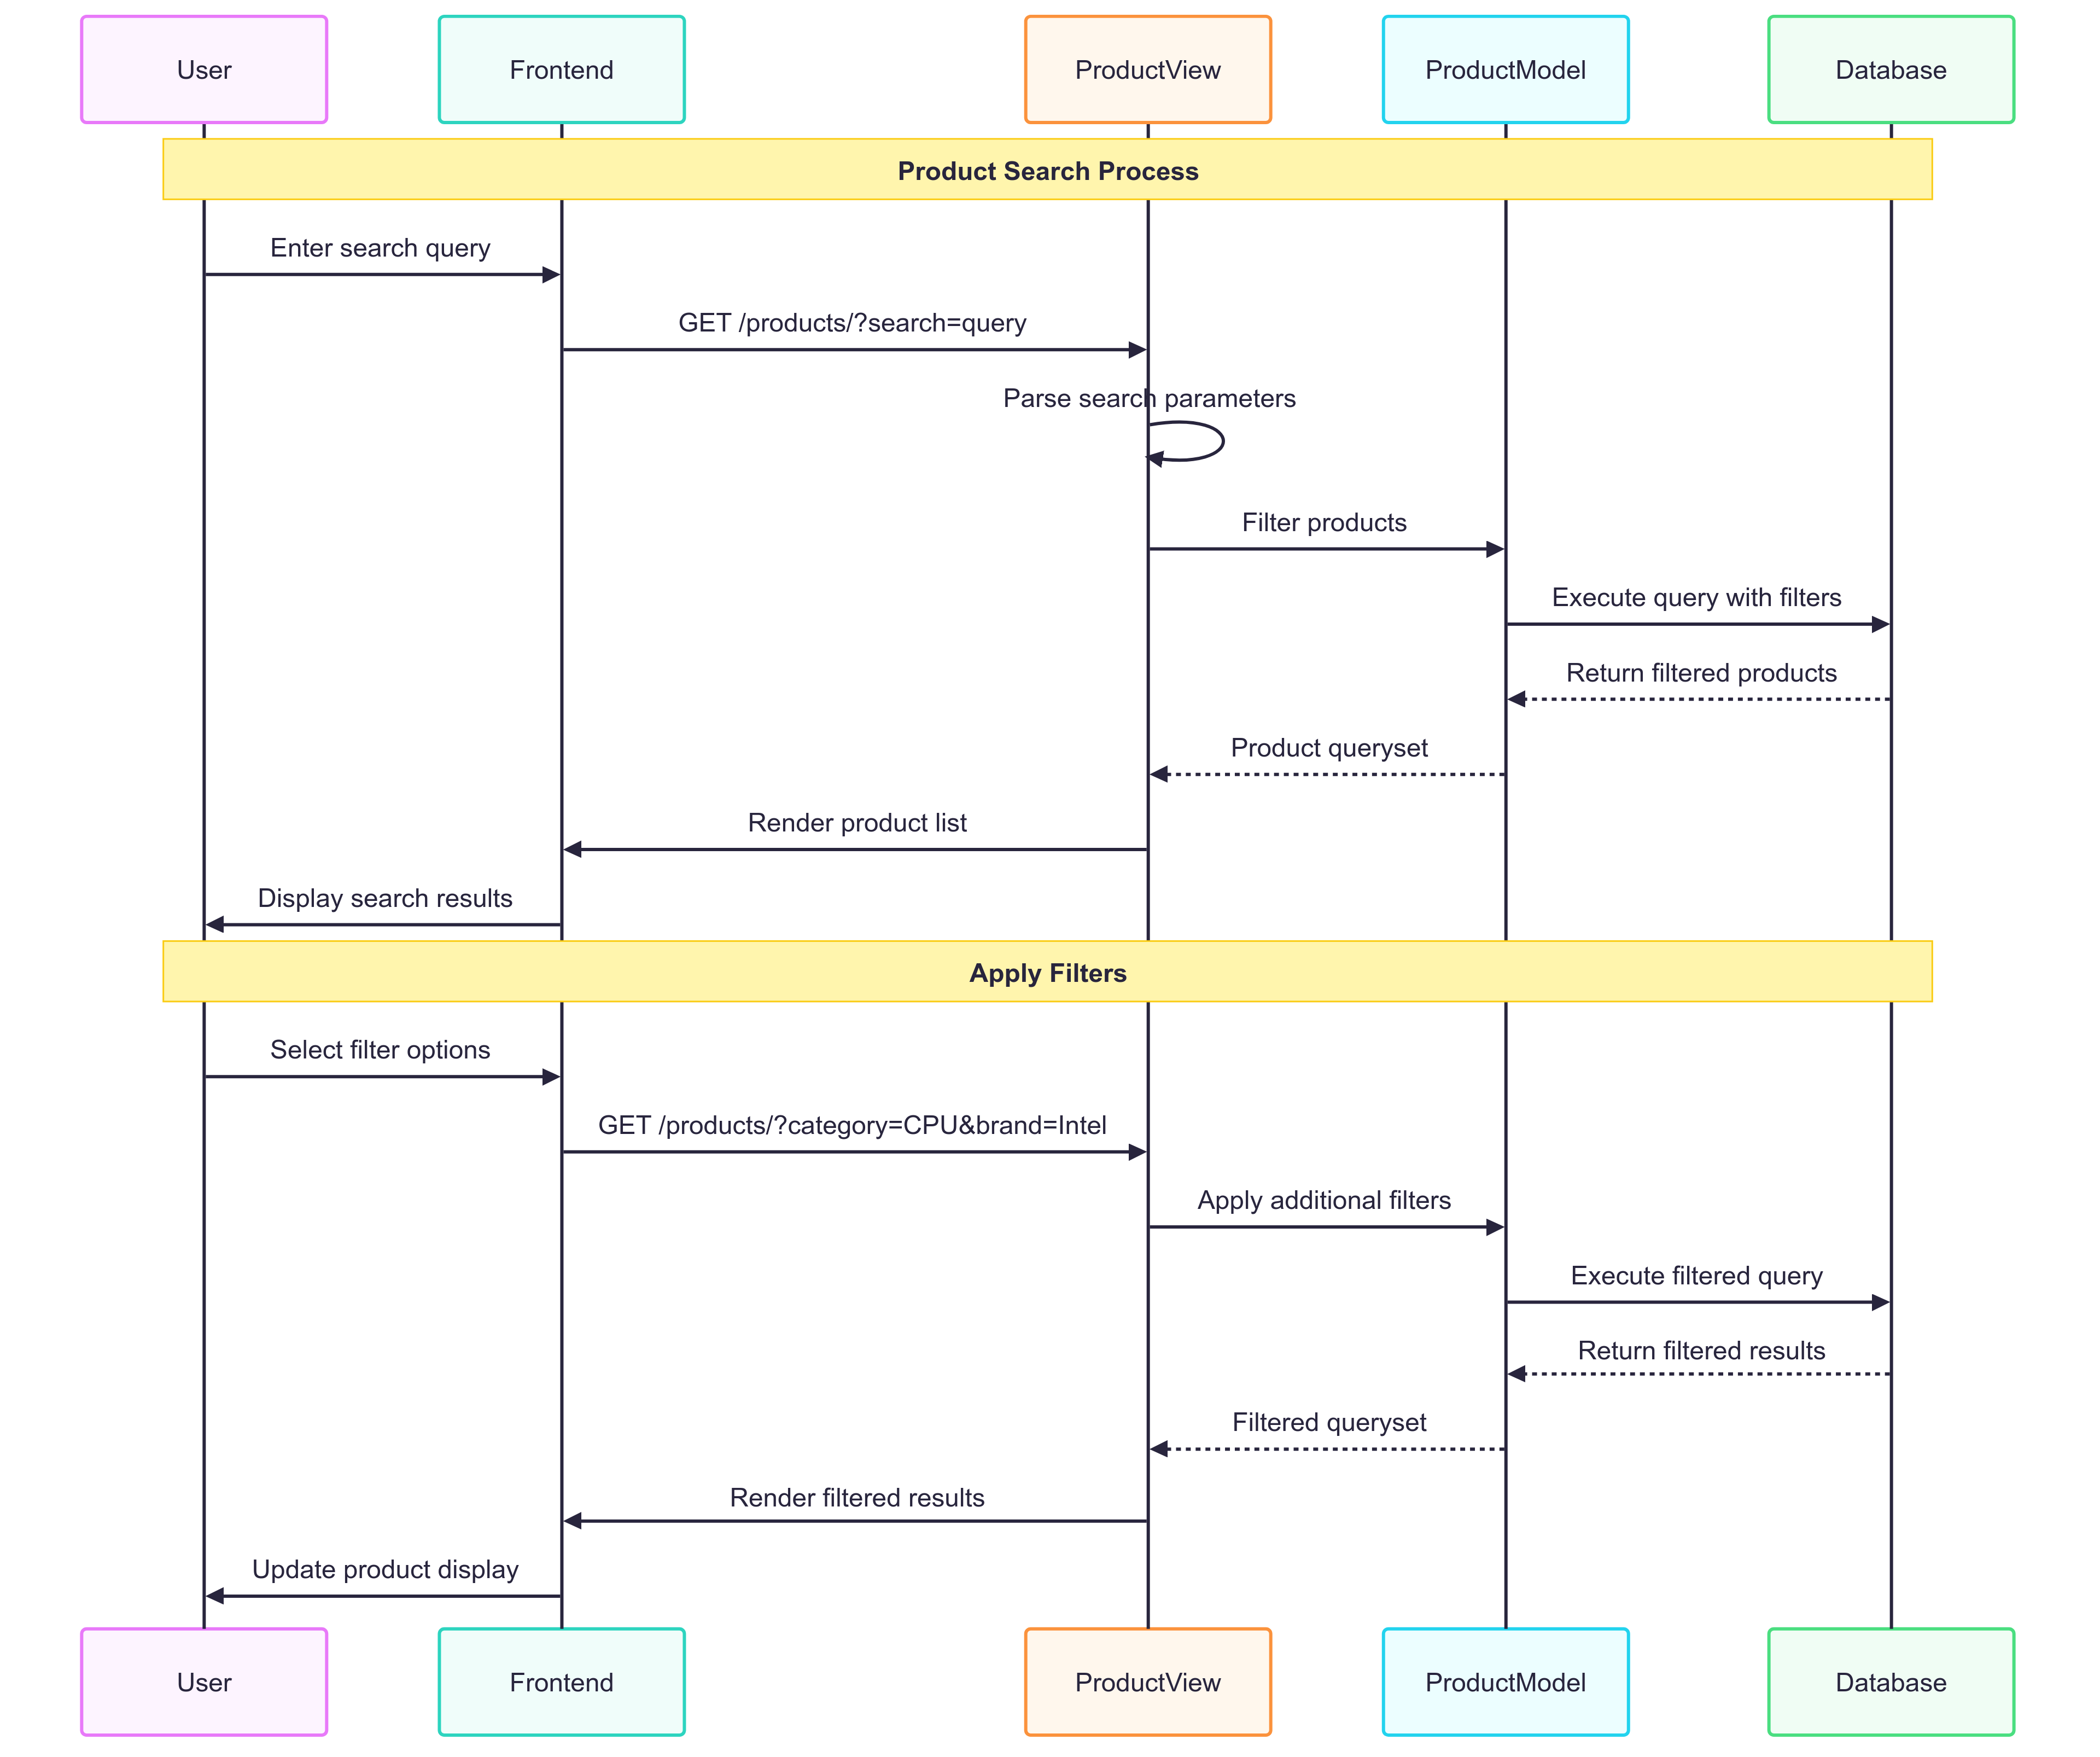 User
Frontend
ProductView
ProductModel
Database
Product Search Process
Enter search query
GET /products/?search=query
Parse search parameters
Filter products
Execute query with filters
Return filtered products
Product queryset
Render product list
Display search results
Apply Filters
Select filter options
GET /products/?category=CPU&brand=Intel
Apply additional filters
Execute filtered query
Return filtered results
Filtered queryset
Render filtered results
Update product display
User
Frontend
ProductView
ProductModel
Database